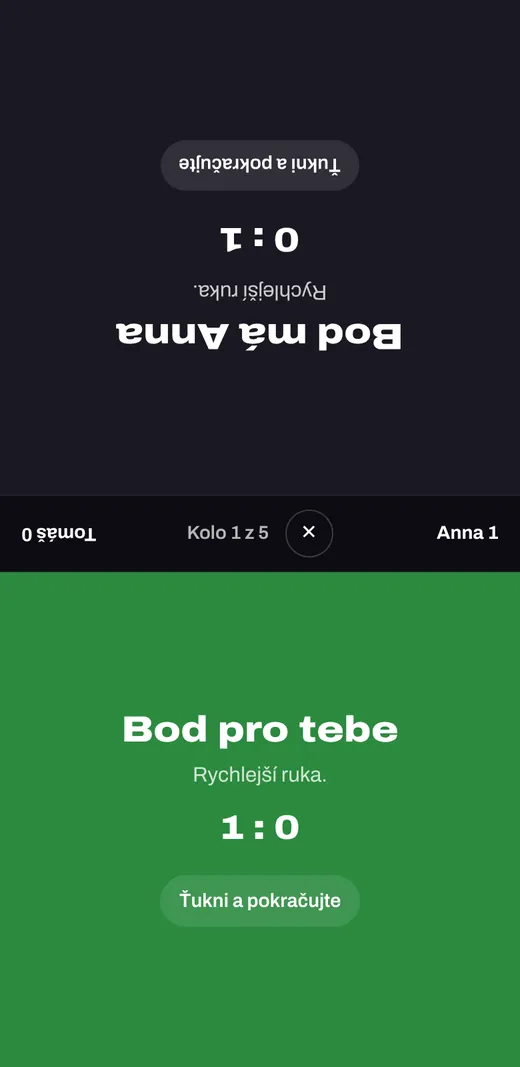 Bod má Anna
Rychlejší ruka.
0 : 1
Ťukni a pokračujte
Tomáš 0
Kolo 1 z 5
×
Anna 1
Bod pro tebe
Rychlejší ruka.
1 : 0
Ťukni a pokračujte